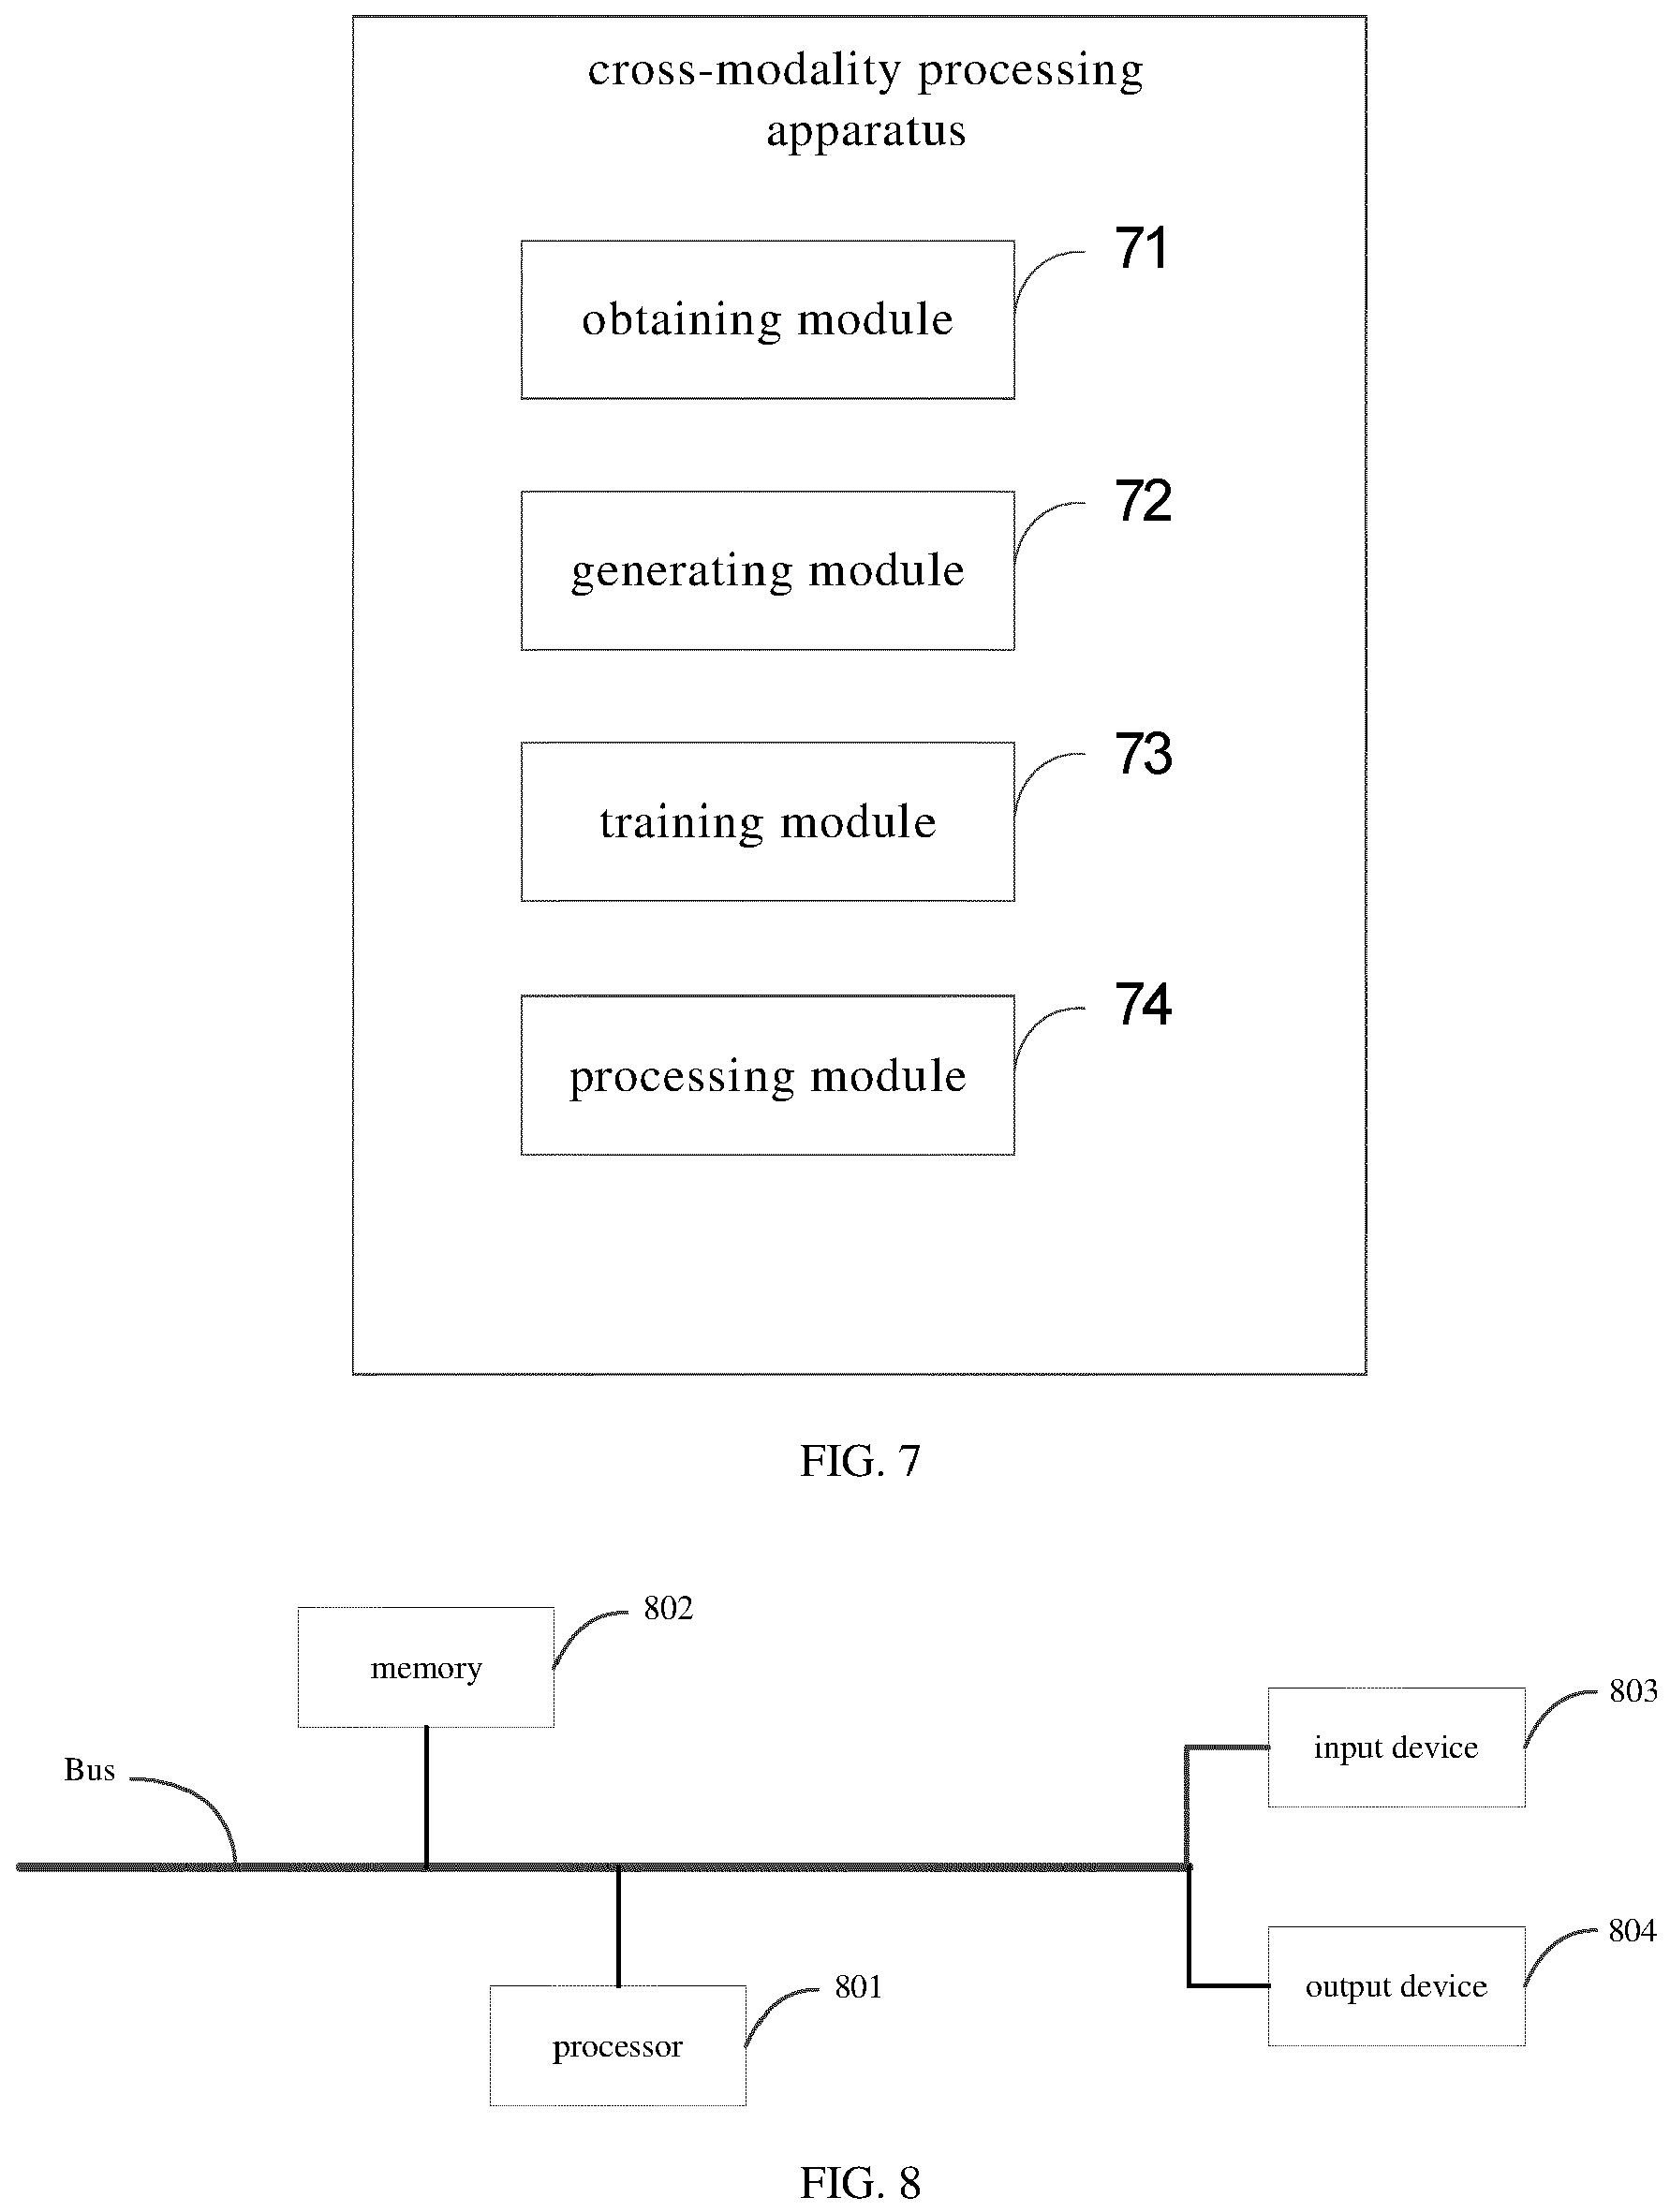 cross-modality processing
apparatus
71
obtaining module
72
generating module
73
training module
74
processing module
FIG. 7
802
memory
803
input device
Bus
804
output device
801
processor
FIG. 8